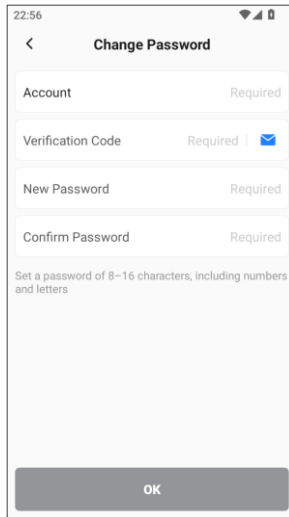 22:56
Change Password
Account Required
Verification Code Required
New Password Required
Confirm Password Required
Set a password of 8–16 characters, including numbers
and letters
OK